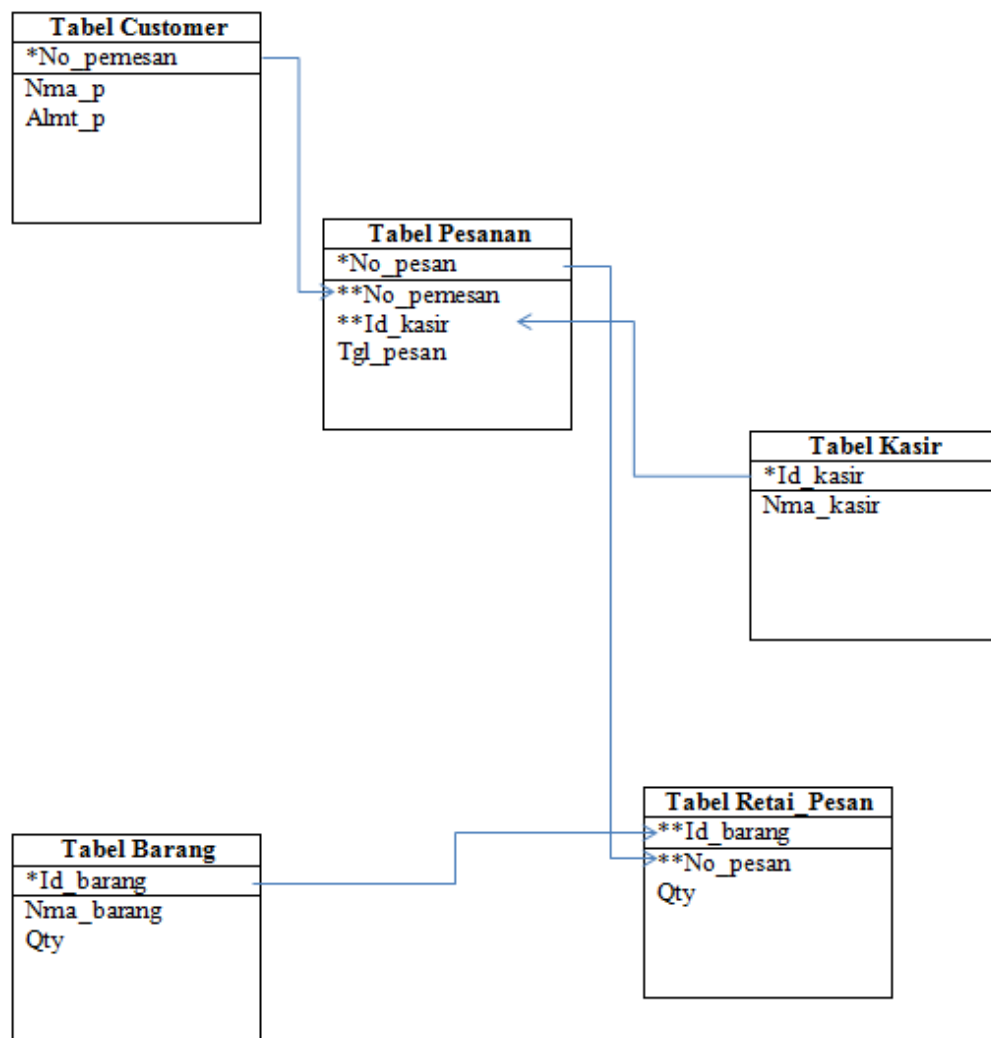 Tabel Customer
*No_pemesan
Nma_p
Almt_p
Tabel Pesanan
*No_pesan
**No_pemesan
**Id_kasir
Tgl_pesan
Tabel Kasir
*Id_kasir
Nma_kasir
Tabel Retai_Pesan
**Id_barang
**No_pesan
Qty
Tabel Barang
*Id_barang
Nma_barang
Qty